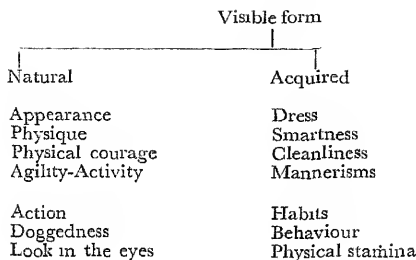 Visible form
Natural Acquired
Appearance Dress
Physique Smartness
Physical courage Cleanliness
Agility-Activity Mannerisms
Action Habits
Doggedness Behaviour
Look in the eyes Physical stamina